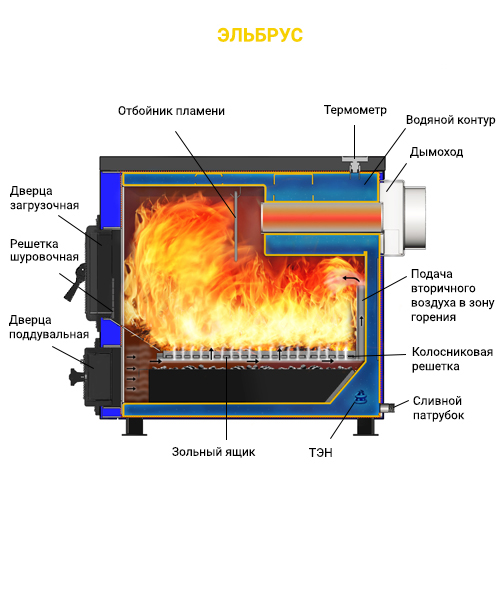 ЭЛЬБРУС
Отбойник пламени
Термометр
Водяной контур
Дымоход
Дверца
загрузочная
Решетка
шуровочная
Дверца
поддувальная
Подача
вторичного
воздуха в зону
горения
Колосниковая
решетка
Сливной
патрубок
Зольный ящик
ТЭН